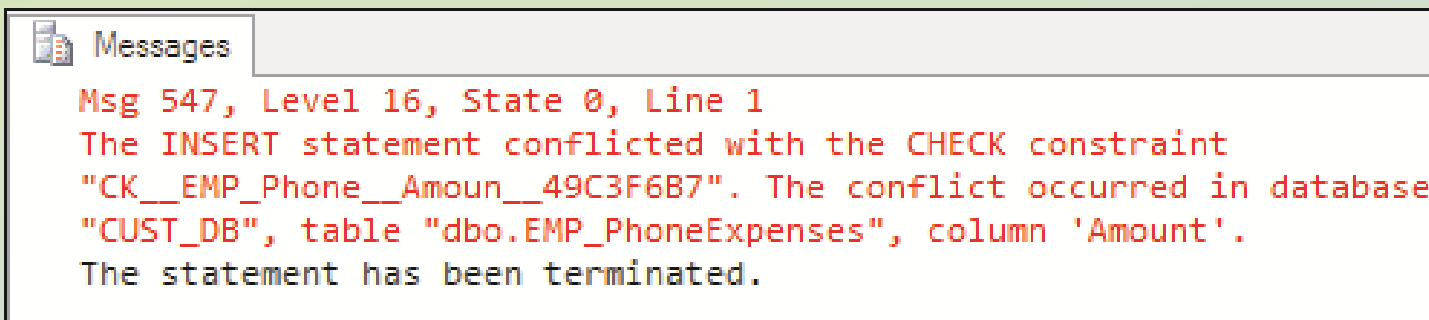 Messages
Msg 547, Level 16, State 0, Line 1
The INSERT statement conflicted with the CHECK constraint
"CK__EMP_Phone__Amoun__49C3F6B7". The conflict occurred in database
"CUST_DB", table "dbo.EMP_PhoneExpenses", column 'Amount'.
The statement has been terminated.